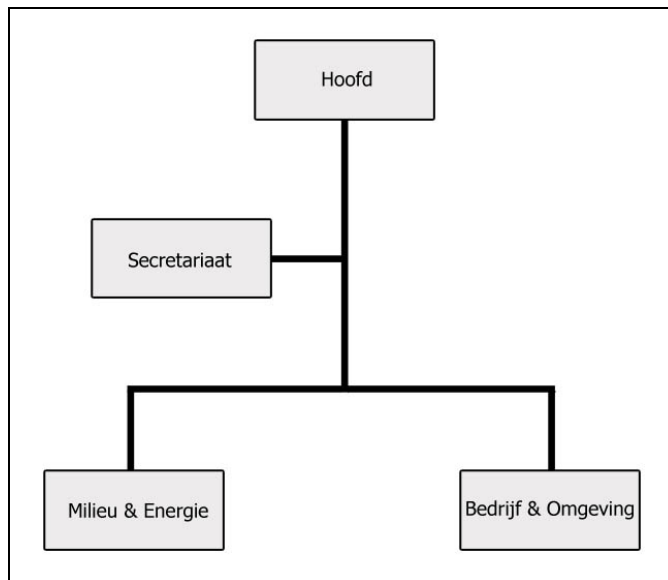 Hoofd
Secretariaat
Milieu & Energie
Bedrijf & Omgeving